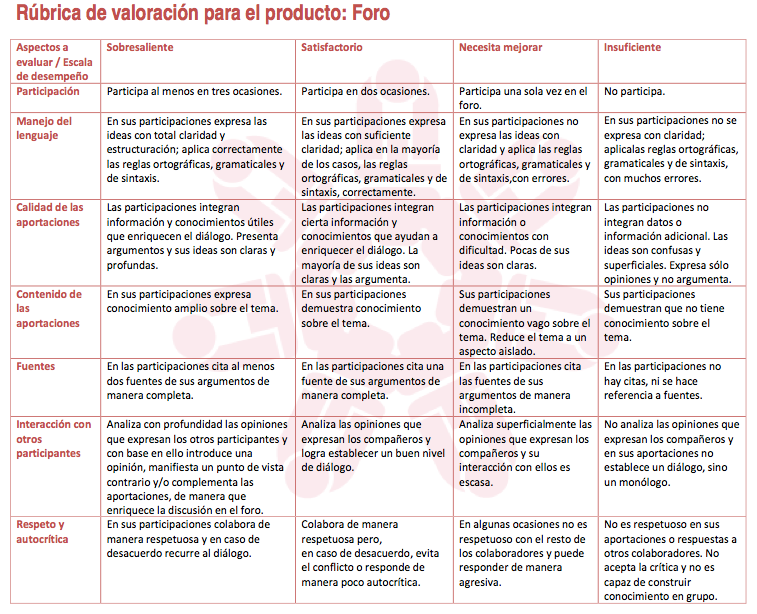 Rúbrica de valoración para el producto: Foro
Aspectos a
evaluar / Escala
de desempeño
Sobresaliente
Satisfactorio
Necesita mejorar
Insuficiente
Participación
Participa al menos en tres ocasiones.
Participa en dos ocasiones.
Participa una sola vez en el
foro.
No participa.
Manejo del
lenguaje
En sus participaciones expresa las
ideas con total claridad y
estructuración; aplica correctamente
las reglas ortográficas, gramaticales y
de sintaxis.
En sus participaciones expresa
las ideas con suficiente
claridad; aplica en la mayoría
de los casos, las reglas
ortográficas, gramaticales y de
sintaxis, correctamente.
En sus participaciones no
expresa las ideas con
claridad y aplica las reglas
ortográficas, gramaticales y
de sintaxis,con errores.
En sus participaciones no se
expresa con claridad;
aplicalas reglas ortográficas,
gramaticales y de sintaxis,
con muchos errores.
Calidad de las
aportaciones
Las participaciones integran
información y conocimientos útiles
que enriquecen el diálogo. Presenta
argumentos y sus ideas son claras y
profundas.
Las participaciones integran
cierta información y
conocimientos que ayudan a
enriquecer el diálogo. La
mayoría de sus ideas son
claras y las argumenta.
Las participaciones integran
información o
conocimientos con
dificultad. Pocas de sus
ideas son claras.
Las participaciones no
integran datos o
información adicional. Las
ideas son confusas y
superficiales. Expresa sólo
opiniones y no argumenta.
Contenido de
las
aportaciones
En sus participaciones expresa
conocimiento amplio sobre el tema.
En sus participaciones
demuestra conocimiento
sobre el tema.
Sus participaciones
demuestran un
conocimiento vago sobre el
tema. Reduce el tema a un
aspecto aislado.
Sus participaciones
demuestran que no tiene
conocimiento sobre el
tema.
Fuentes
En las participaciones cita al menos
dos fuentes de sus argumentos de
manera completa.
En las participaciones cita una
fuente de sus argumentos de
manera completa.
En las participaciones cita
las fuentes de sus
argumentos de manera
incompleta.
En las participaciones no
hay citas, ni se hace
referencia a fuentes.
Interacción con
otros
participantes
Analiza con profundidad las opiniones
que expresan los otros participantes y
con base en ello introduce una
opinión, manifiesta un punto de vista
contrario y/o complementa las
aportaciones, de manera que
enriquece la discusión en el foro.
Analiza las opiniones que
expresan los compañeros y
logra establecer un buen nivel
de diálogo.
Analiza superficialmente las
opiniones que expresan los
compañeros y su
interacción con ellos es
escasa.
No analiza las opiniones que
expresan los compañeros y
en sus aportaciones no
establece un diálogo, sino
un monólogo.
Respeto y
autocrítica
En sus participaciones colabora de
manera respetuosa y en caso de
desacuerdo recurre al diálogo.
Colabora de manera
respetuosa pero,
en caso de desacuerdo, evita
el conflicto o responde de
manera poco autocrítica.
En algunas ocasiones no es
respetuoso con el resto de
los colaboradores y puede
responder de manera
agresiva.
No es respetuoso en sus
aportaciones o respuestas a
otros colaboradores. No
acepta la crítica y no es
capaz de construir
conocimiento en grupo.